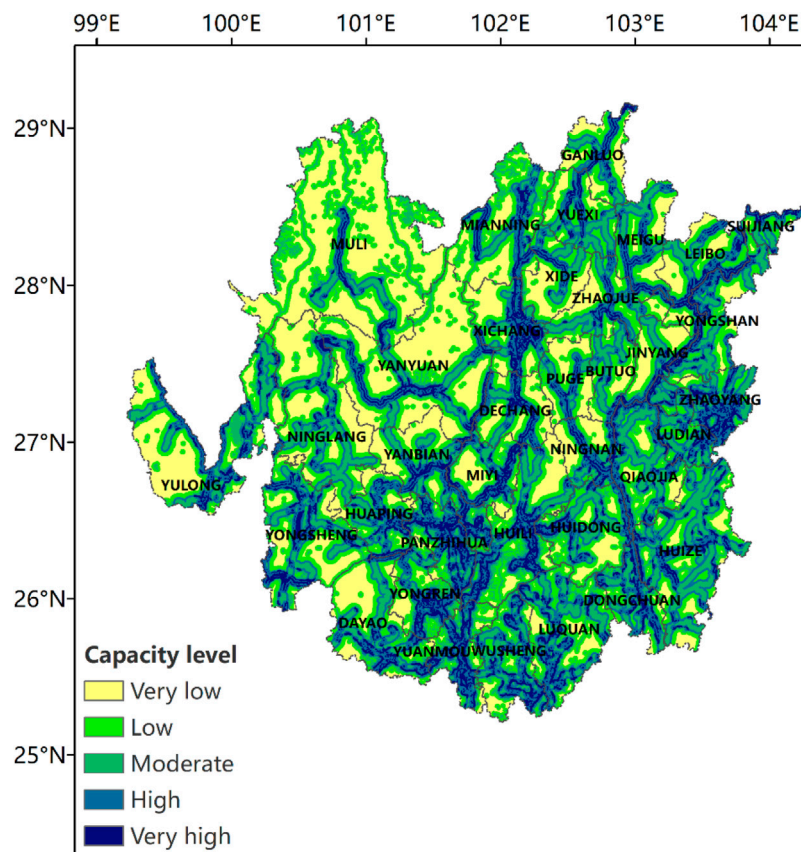 99°E 100°E 101°E 102°E 103°E 104°E
29°N
28°N
27°N
26°N
25°N
GANLUO
YUEXI
MIANNING
SUIJIANG
MULI
MEIGU
LEIBO
XIDE
ZHAOJUE
YONGSHAN
XICHANG
JINYANG
YANYUAN
BUTUO
PUGE
ZHAOYANG
DECHANG
NINGLANG
LUDIAN
YANBIAN
NINGNAN
MIYI
QIAOJIA
YULONG
HUAPING
YONGSHENG
HUILI
HUIDONG
PANZHIHUA
HUIZE
YONGREN
DONGCHUAN
DAYAO
LUQUAN
YUANMOU
WUSHENG
Capacity level
Very low
Low
Moderate
High
Very high